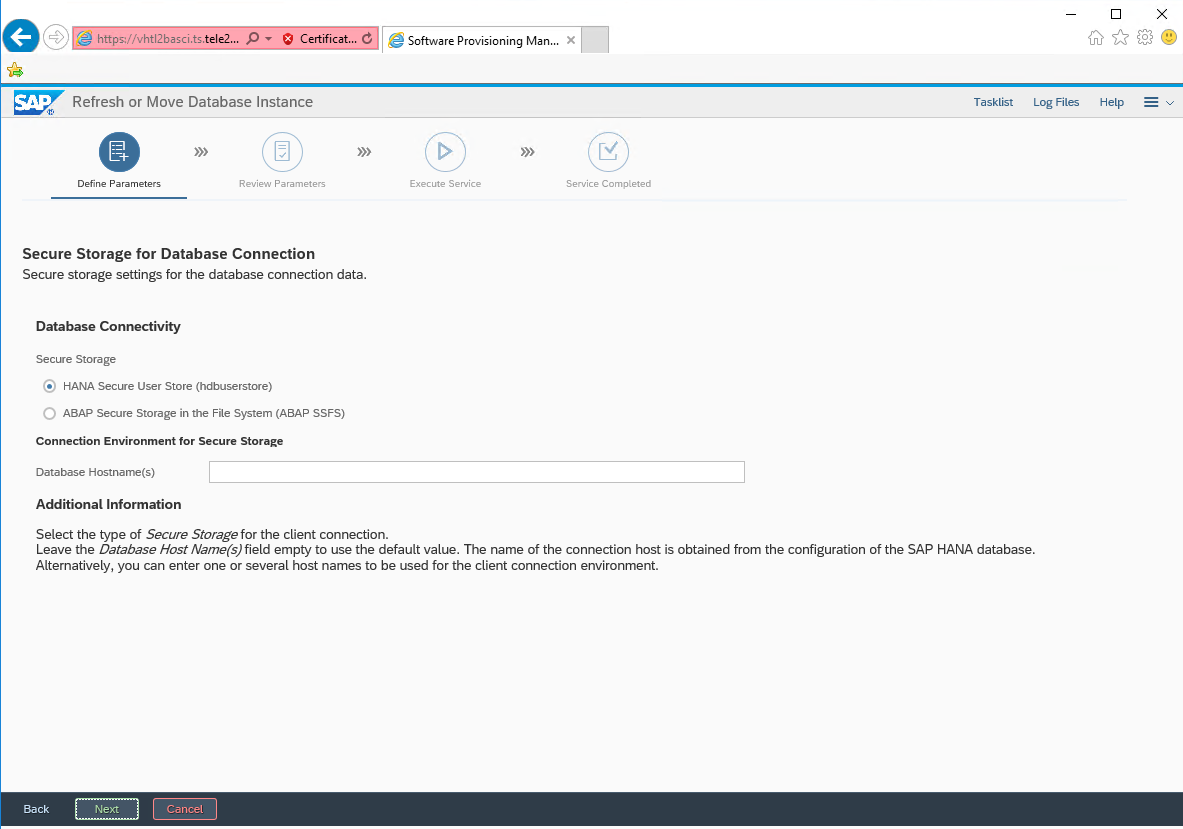 https://vhtl2basci.ts.tele2... Certificat... Software Provisioning Man...
SAP Refresh or Move Database Instance Tasklist Log Files Help
Define Parameters Review Parameters Execute Service Service Completed
Secure Storage for Database Connection
Secure storage settings for the database connection data.
Database Connectivity
Secure Storage
HANA Secure User Store (hdbuserstore)
ABAP Secure Storage in the File System (ABAP SSFS)
Connection Environment for Secure Storage
Database Hostname(s)
Additional Information
Select the type of Secure Storage for the client connection.
Leave the Database Host Name(s) field empty to use the default value. The name of the connection host is obtained from the configuration of the SAP HANA database.
Alternatively, you can enter one or several host names to be used for the client connection environment.
Back Next Cancel